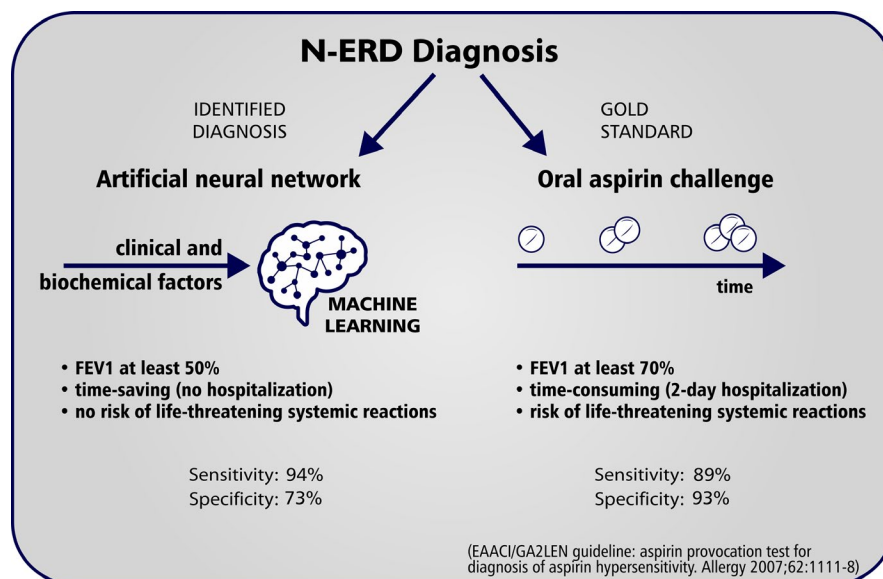 N-ERD Diagnosis
IDENTIFIED
DIAGNOSIS
Artificial neural network
clinical and
biochemical factors
MACHINE
LEARNING
• FEV1 at least 50%
• time-saving (no hospitalization)
• no risk of life-threatening systemic reactions
Sensitivity: 94%
Specificity: 73%
GOLD
STANDARD
Oral aspirin challenge
time
• FEV1 at least 70%
• time-consuming (2-day hospitalization)
• risk of life-threatening systemic reactions
Sensitivity: 89%
Specificity: 93%
(EAACI/GA2LEN guideline: aspirin provocation test for
diagnosis of aspirin hypersensitivity. Allergy 2007;62:1111-8)